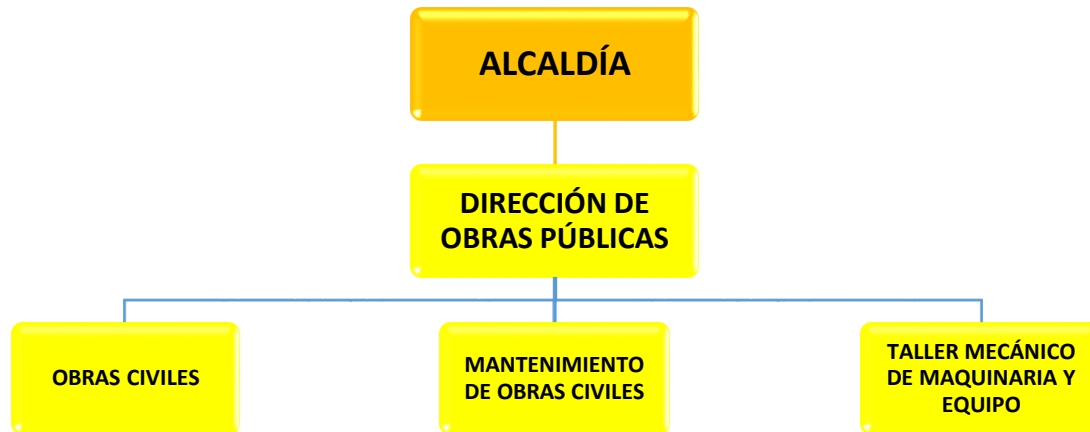 ALCALDÍA
DIRECCIÓN DE
OBRAS PÚBLICAS
OBRAS CIVILES
MANTENIMIENTO
DE OBRAS CIVILES
TALLER MECÁNICO
DE MAQUINARIA Y
EQUIPO